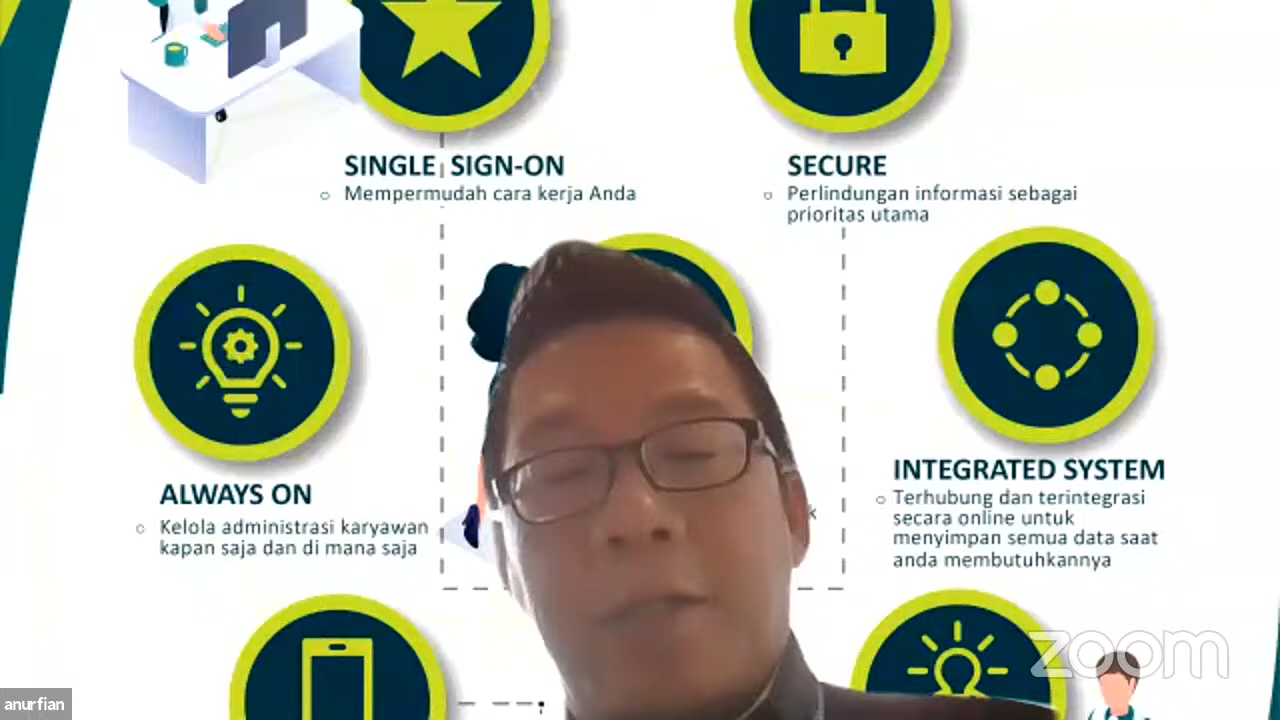 SINGLE SIGN-ON
Mempermudah cara kerja Anda
SECURE
Perlindungan informasi sebagai
prioritas utama
ALWAYS ON
Kelola administrasi karyawan
kapan saja dan di mana saja
INTEGRATED SYSTEM
Terhubung dan terintegrasi
secara online untuk
menyimpan semua data saat
anda membutuhkannya
zoom
anurfian